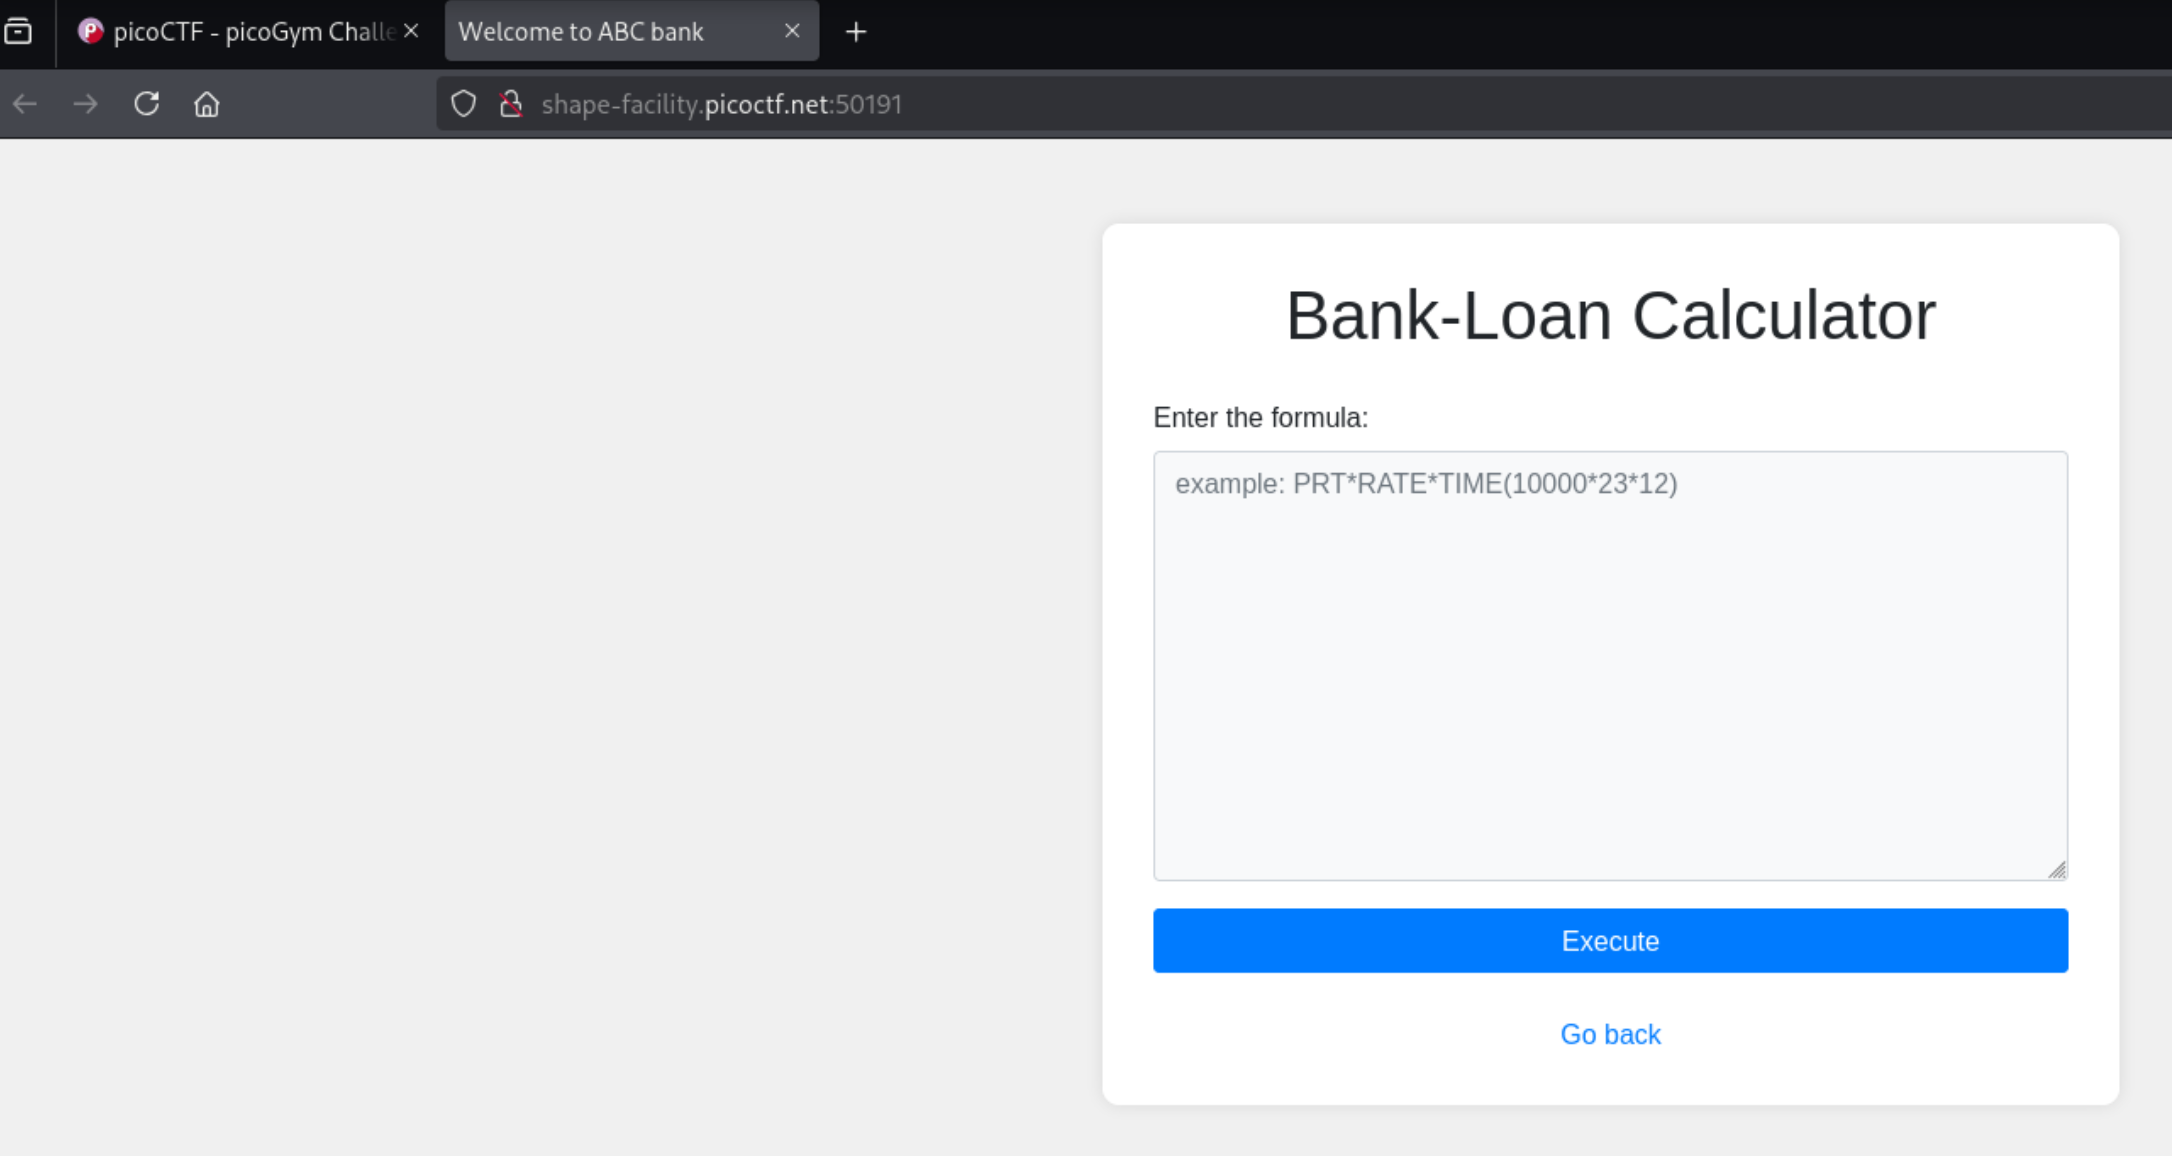 picoCTF - picoGym Challe
Welcome to ABC bank
shape-facility.picoctf.net:50191
Bank-Loan Calculator
Enter the formula:
example: PRT*RATE*TIME(10000*23*12)
Execute
Go back